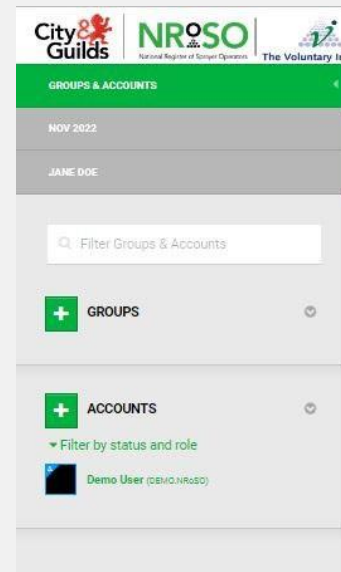 City& Guilds
NRoSO
National Register of Sprayer Operators
The Voluntary In
GROUPS & ACCOUNTS
NOV 2022
JANE DOE
Filter Groups & Accounts
GROUPS
ACCOUNTS
Filter by status and role
Demo User (DEMO.NRoSO)